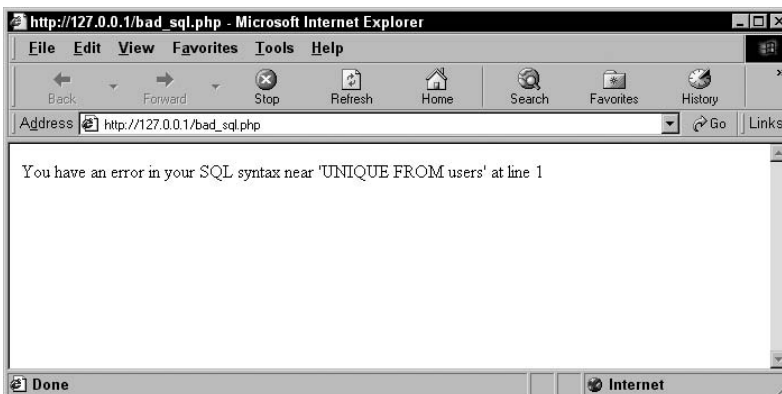 http://127.0.0.1/bad_sql.php - Microsoft Internet Explorer
File Edit View Favorites Tools Help
Back Forward Stop Refresh Home Search Favorites History »
Address http://127.0.0.1/bad_sql.php Go Links
You have an error in your SQL syntax near 'UNIQUE FROM users' at line 1
Done Internet